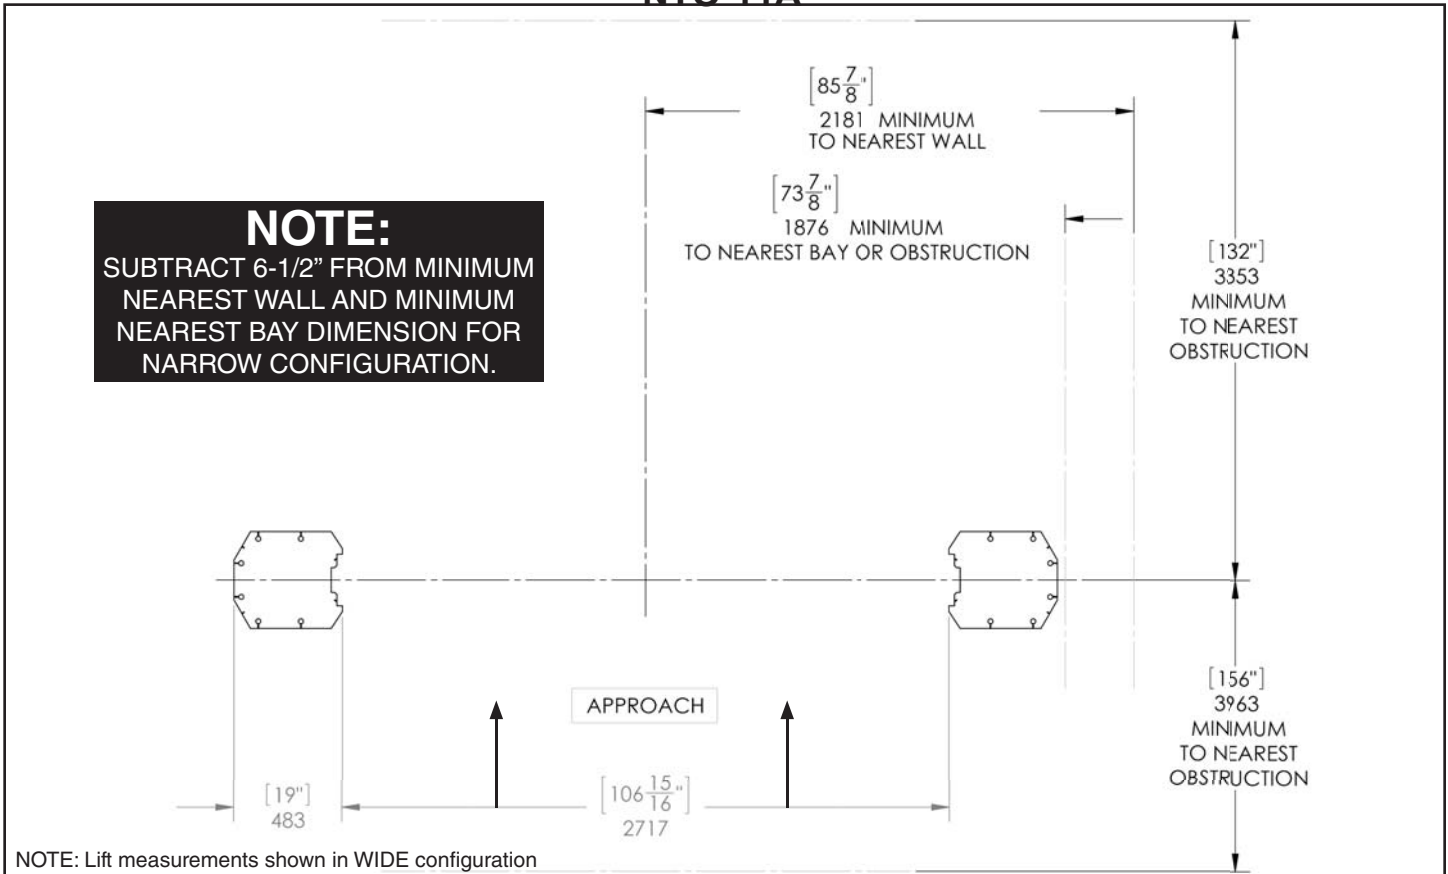 [85 7/8"]
2181 MINIMUM
TO NEAREST WALL
[73 7/8"]
1876 MINIMUM
TO NEAREST BAY OR OBSTRUCTION
NOTE:
SUBTRACT 6-1/2” FROM MINIMUM
NEAREST WALL AND MINIMUM
NEAREST BAY DIMENSION FOR
NARROW CONFIGURATION.
[132"]
3353
MINIMUM
TO NEAREST
OBSTRUCTION
APPROACH
[156"]
3963
MINIMUM
TO NEAREST
OBSTRUCTION
[19"]
483
[106 15/16"]
2717
NOTE: Lift measurements shown in WIDE configuration